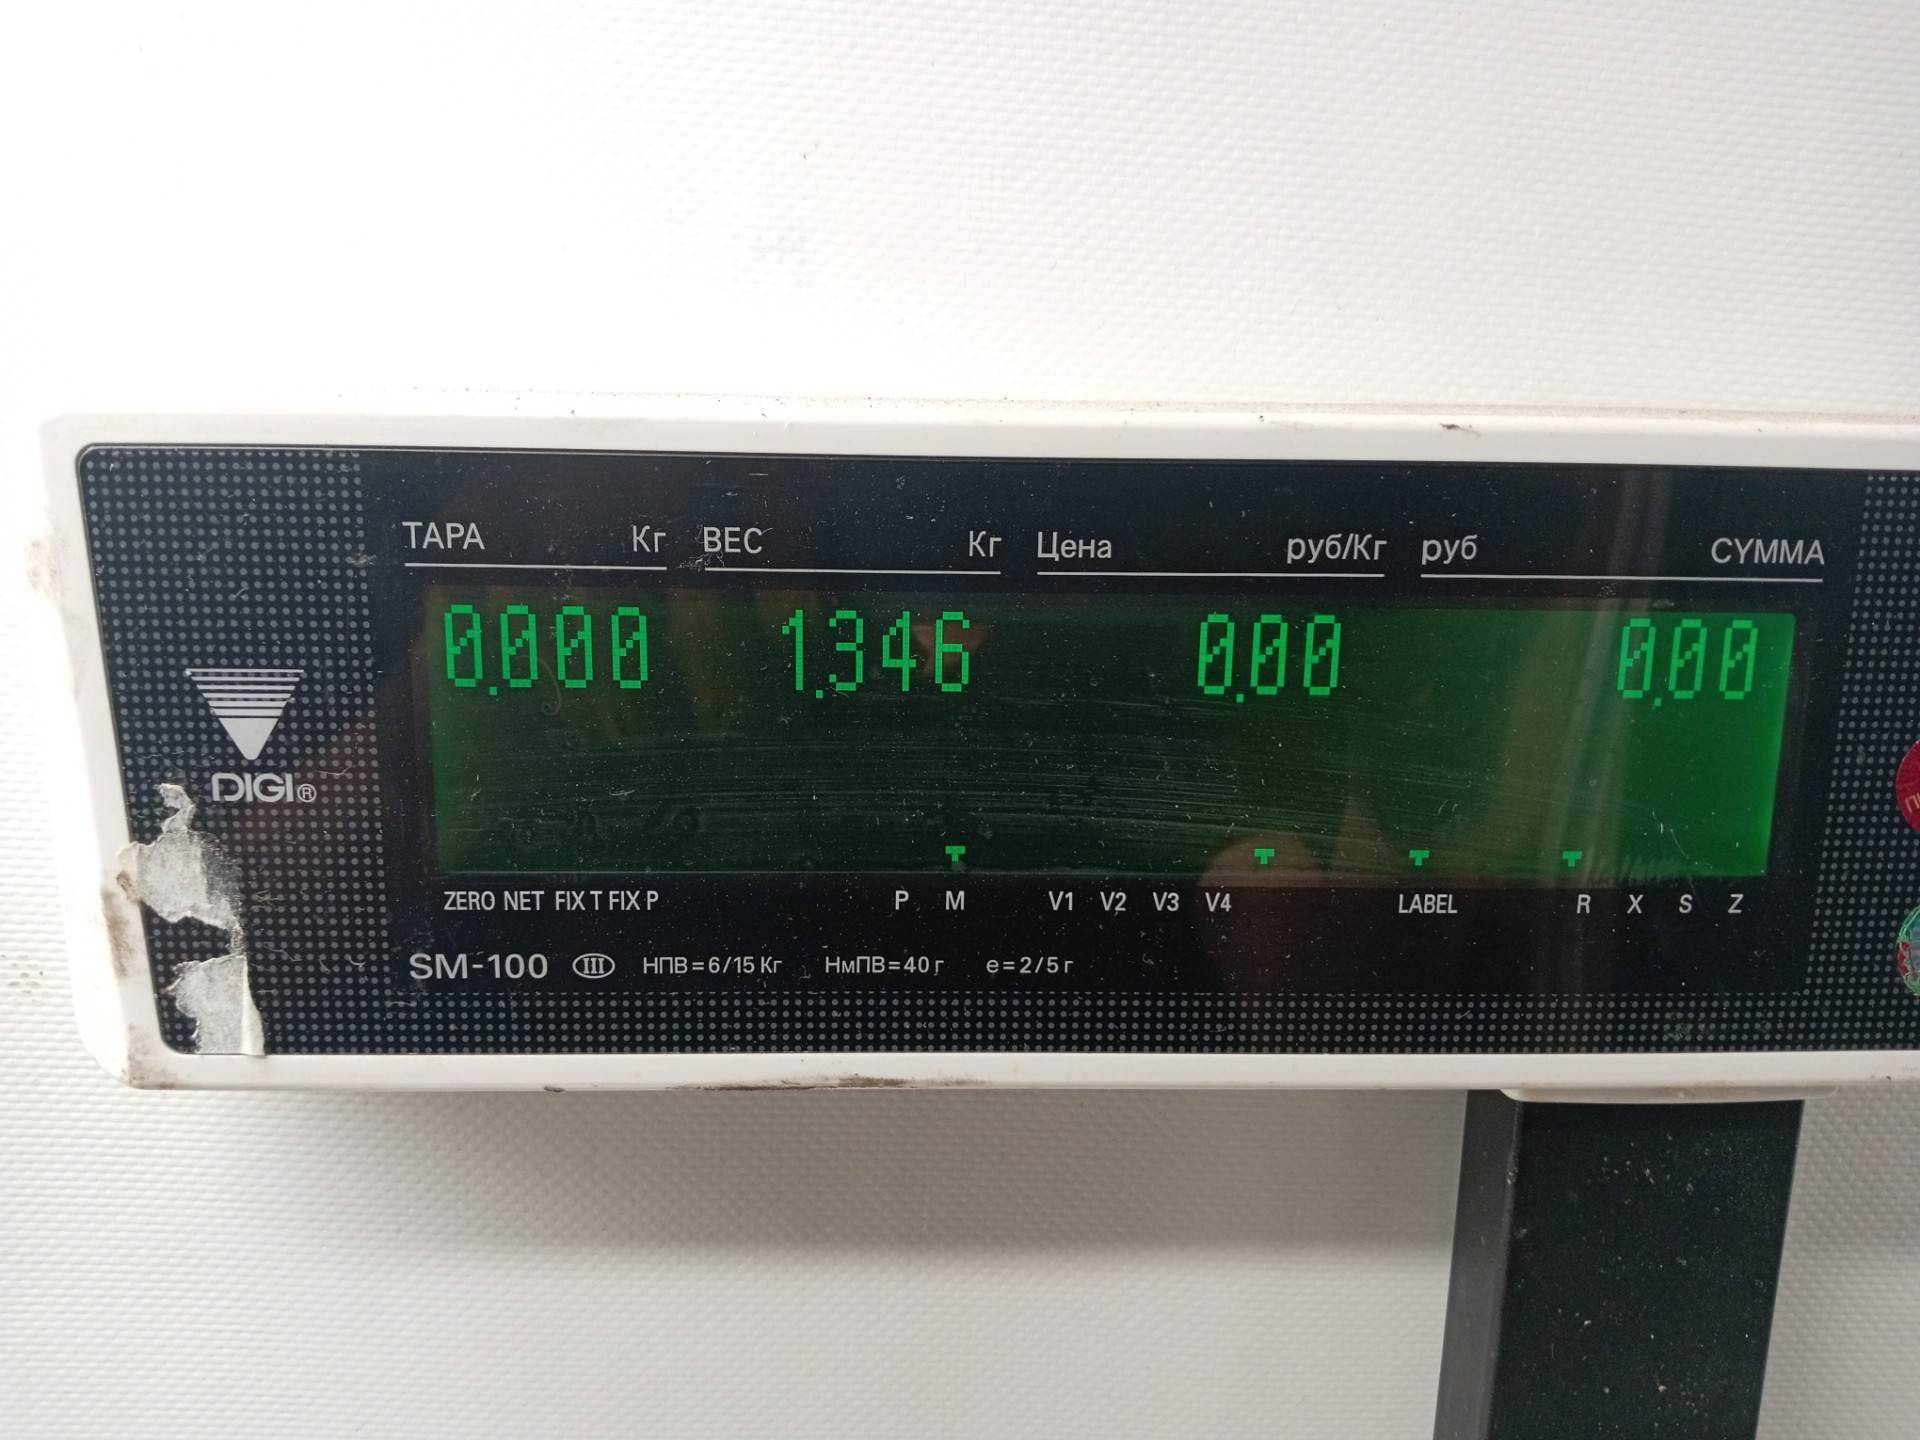 ТАРА Кг ВЕС Кг Цена руб/Кг руб СУММА
0.000 1.346 0.00 0.00
DIGI®
ZERO NET FIX T FIX P P M V1 V2 V3 V4 LABEL R X S Z
SM-100 III НПВ=6/15 Кг НмПВ=40 г е=2/5 г